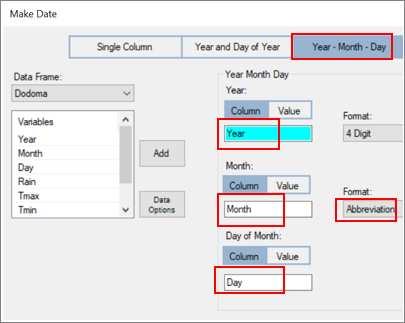 Make Date
Single Column
Year and Day of Year
Year - Month - Day
Data Frame:
Dodoma
Variables
Year
Month
Day
Rain
Tmax
Tmin
Add
Data
Options
Year Month Day
Year:
Column
Value
Year
Format:
4 Digit
Month:
Column
Value
Month
Format:
Abbreviation
Day of Month:
Column
Value
Day